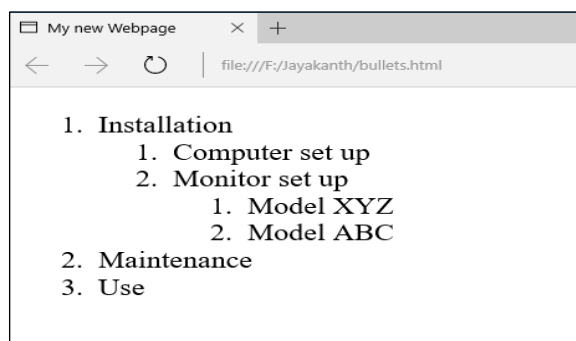 My new Webpage
file:///F:/Jayakanth/bullets.html
1. Installation
1. Computer set up
2. Monitor set up
1. Model XYZ
2. Model ABC
2. Maintenance
3. Use